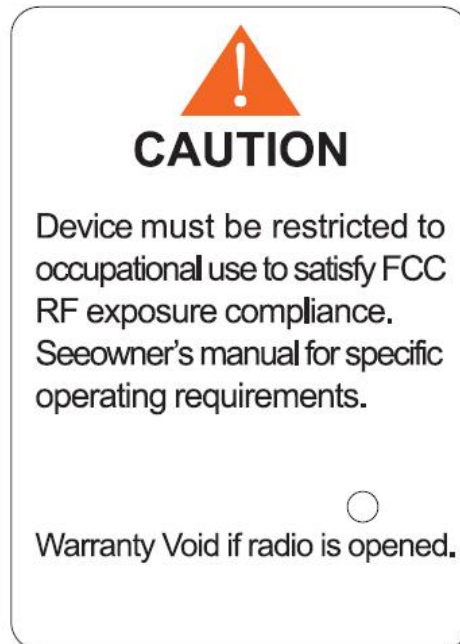 CAUTION
Device must be restricted to
occupational use to satisfy FCC
RF exposure compliance.
Seeowner's manual for specific
operating requirements.
Warranty Void if radio is opened.